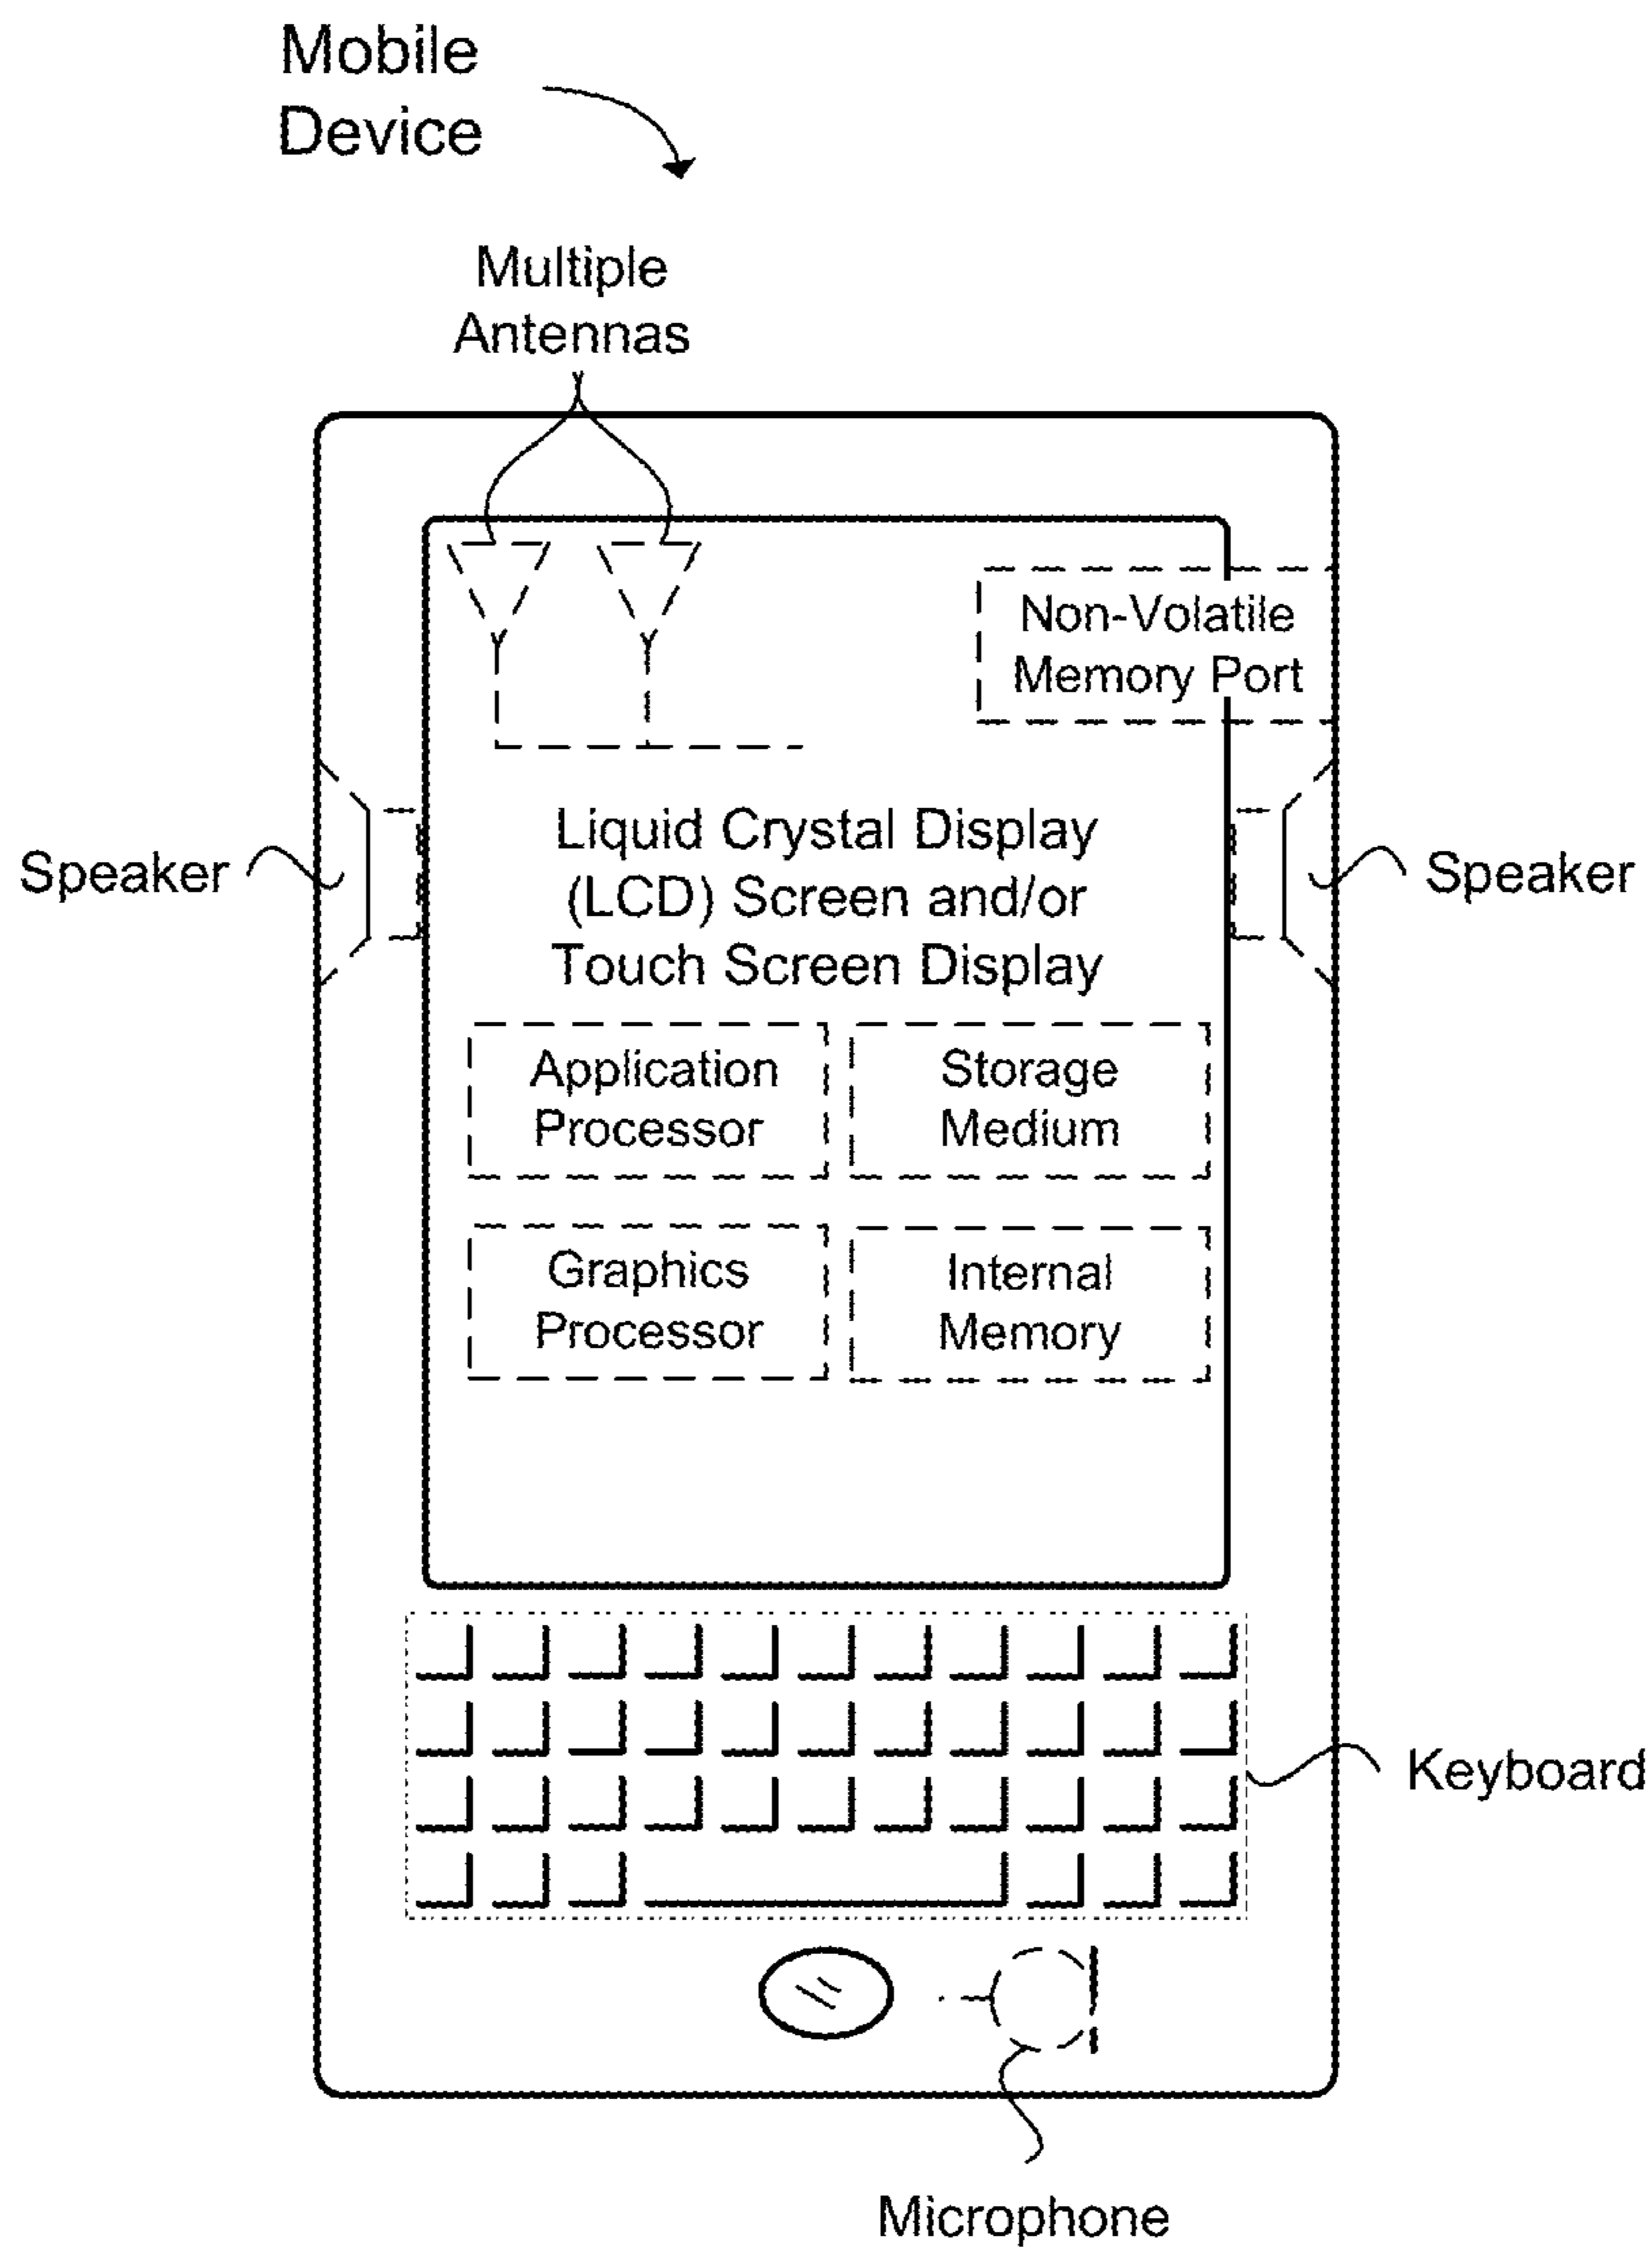 Mobile
Device
Multiple
Antennas
Non-Volatile
Memory Port
Speaker
Liquid Crystal Display
(LCD) Screen and/or
Touch Screen Display
Speaker
Application
Processor
Storage
Medium
Graphics
Processor
Internal
Memory
Keyboard
Microphone